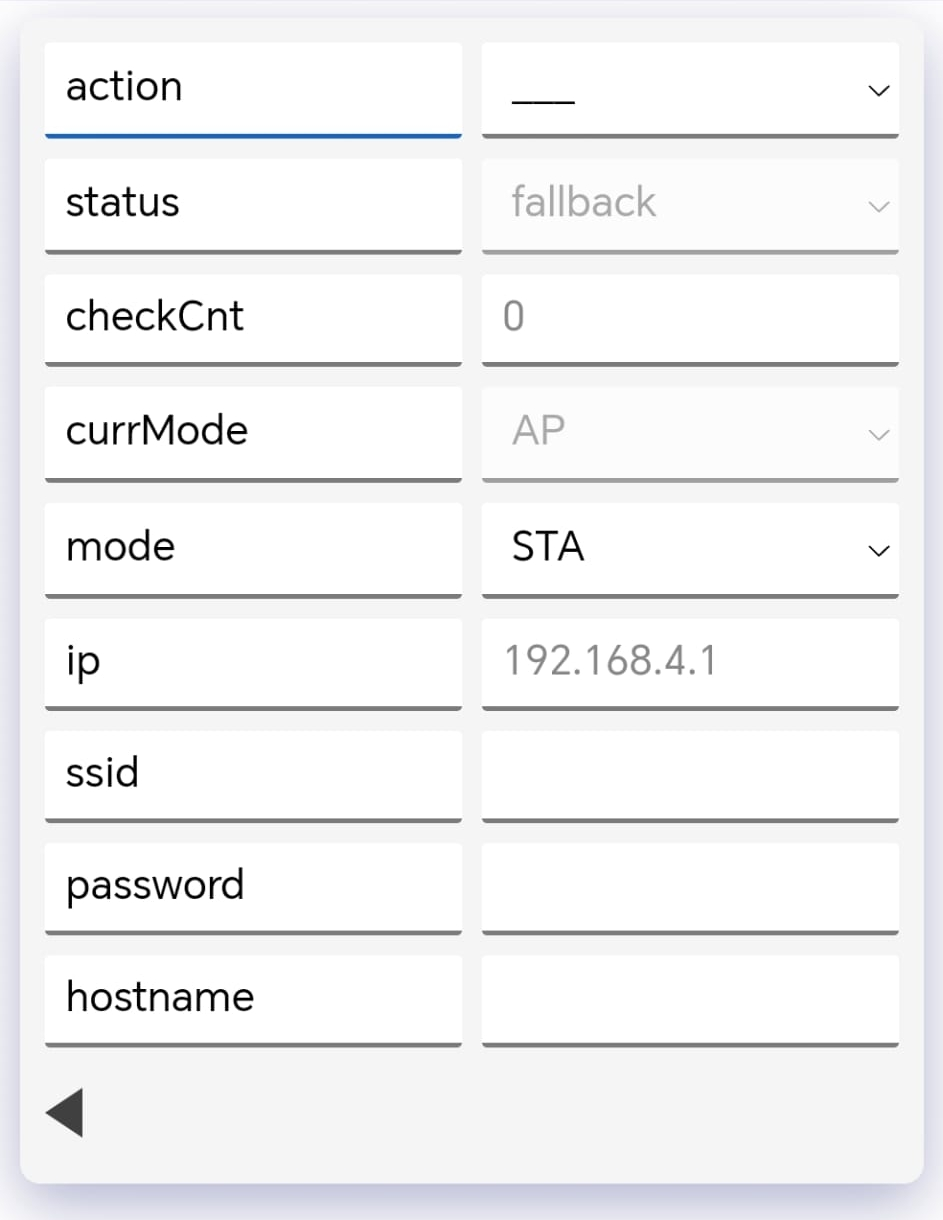 action ___
status fallback
checkCnt 0
currMode AP
mode STA
ip 192.168.4.1
ssid
password
hostname